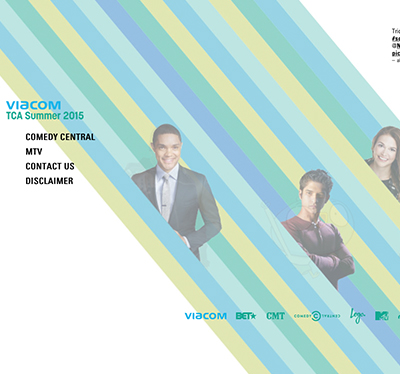 VIACOM
TCA Summer 2015
COMEDY CENTRAL
MTV
CONTACT US
DISCLAIMER
VIACOM BET★ CMT COMEDY CENTRAL Logo MTV